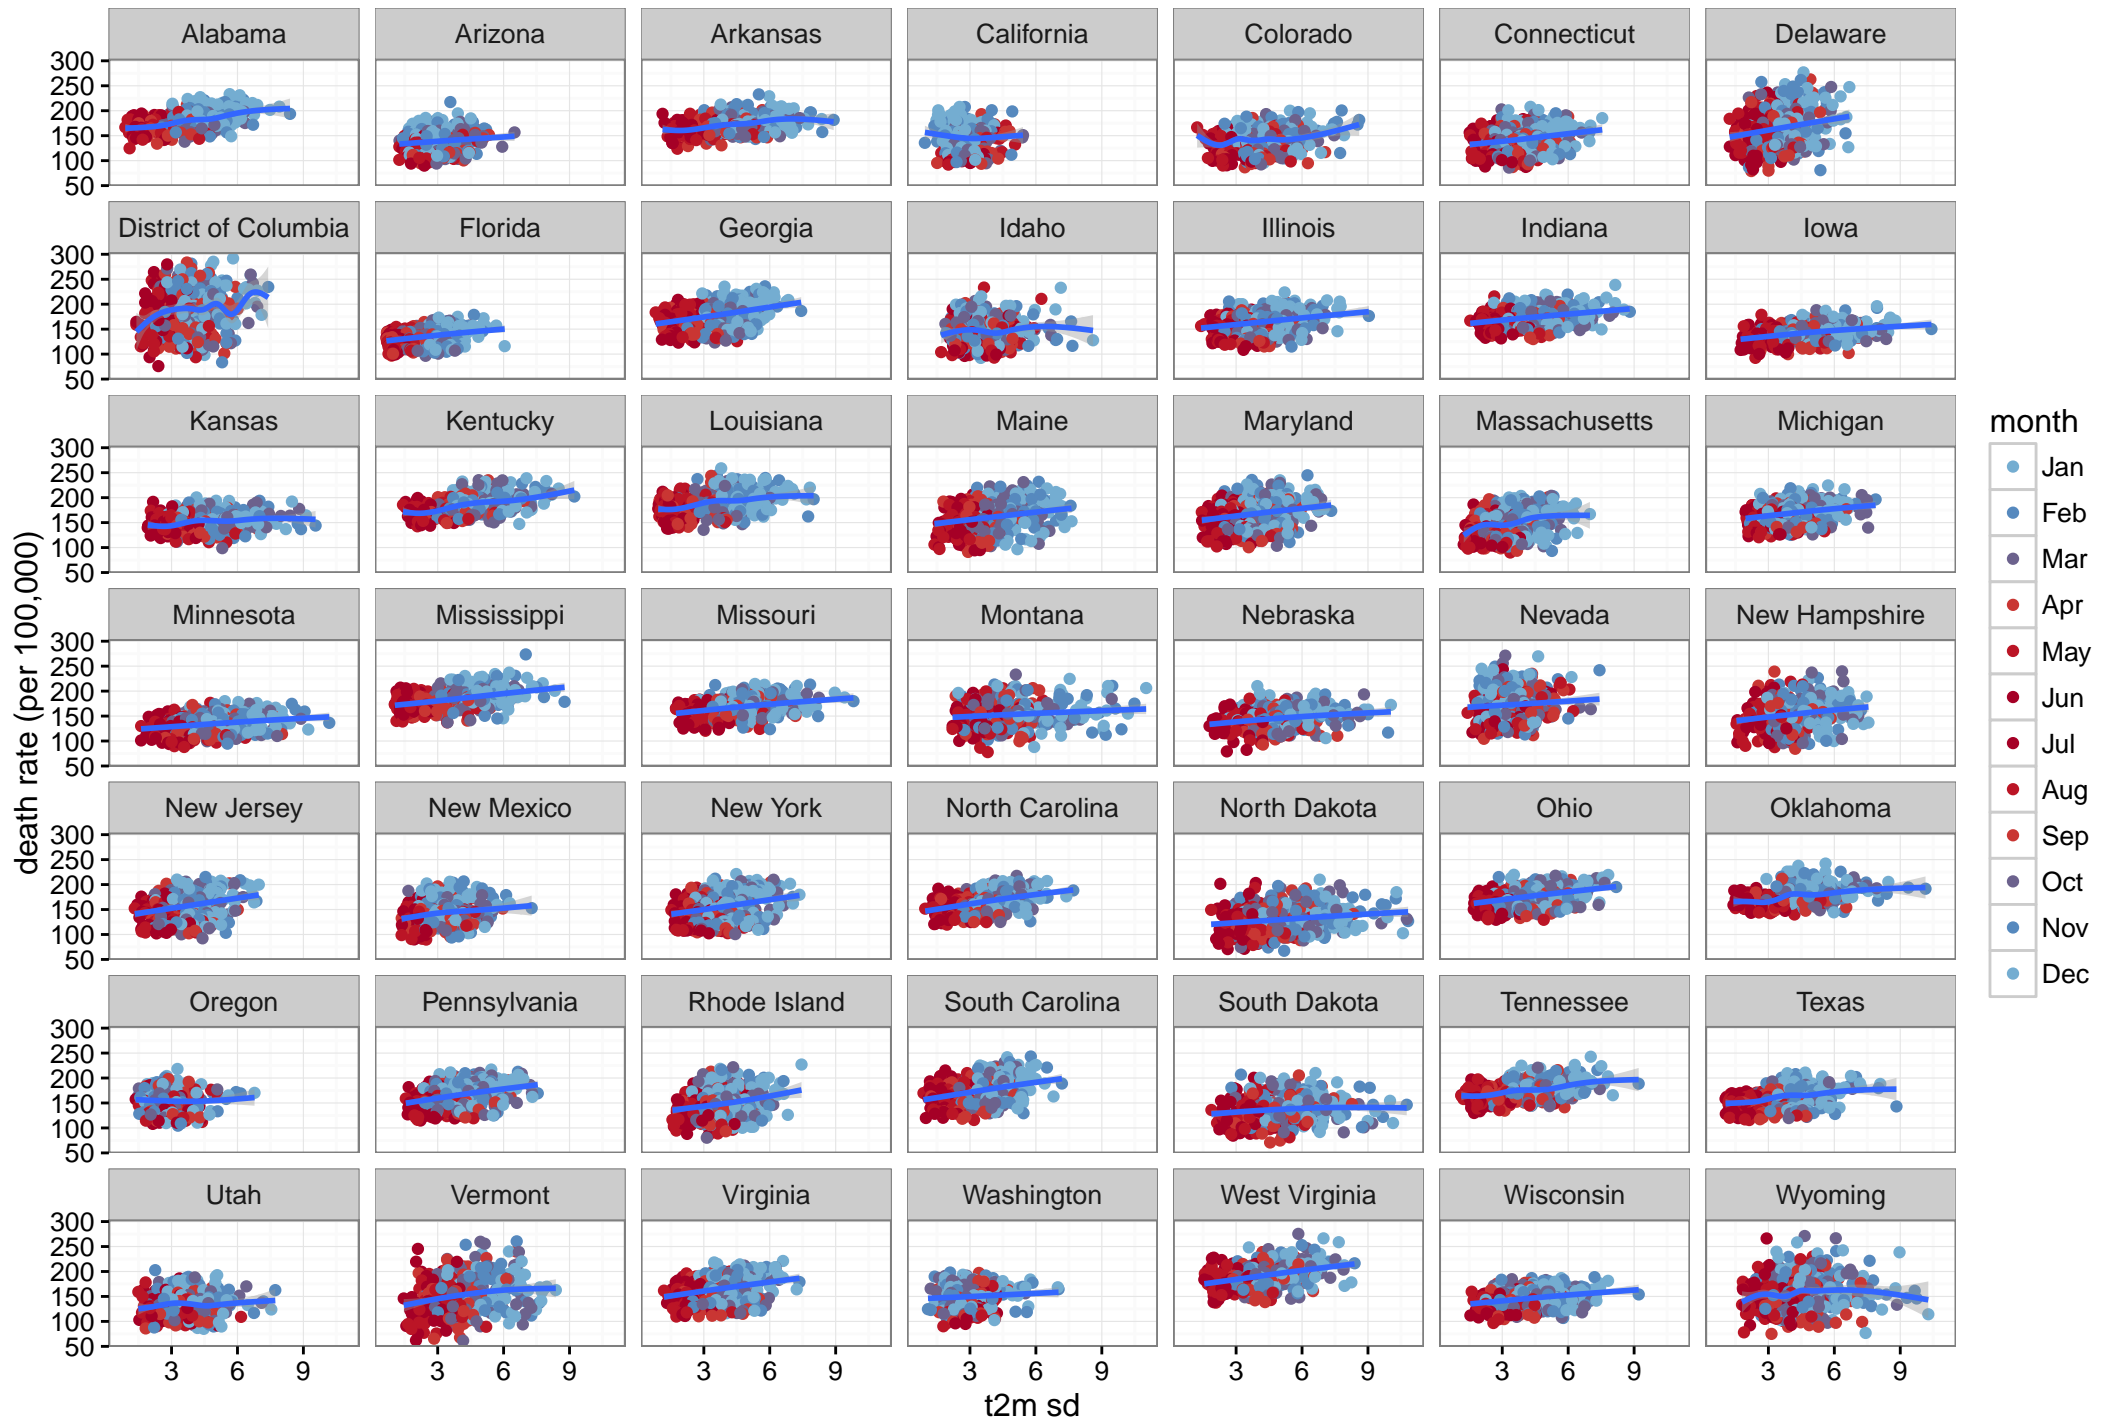 Alabama Arizona Arkansas California Colorado Connecticut Delaware
300
250
200
150
100
50
District of Columbia Florida Georgia Idaho Illinois Indiana Iowa
300
250
200
150
100
50
Kansas Kentucky Louisiana Maine Maryland Massachusetts Michigan
300
250
200
150
100
50
Minnesota Mississippi Missouri Montana Nebraska Nevada New Hampshire
300
250
200
150
100
50
New Jersey New Mexico New York North Carolina North Dakota Ohio Oklahoma
300
250
200
150
100
50
Oregon Pennsylvania Rhode Island South Carolina South Dakota Tennessee Texas
300
250
200
150
100
50
Utah Vermont Virginia Washington West Virginia Wisconsin Wyoming
300
250
200
150
100
50
3 6 9 3 6 9 3 6 9 3 6 9 3 6 9 3 6 9 3 6 9
t2m sd
death rate (per 100,000)
month
Jan
Feb
Mar
Apr
May
Jun
Jul
Aug
Sep
Oct
Nov
Dec